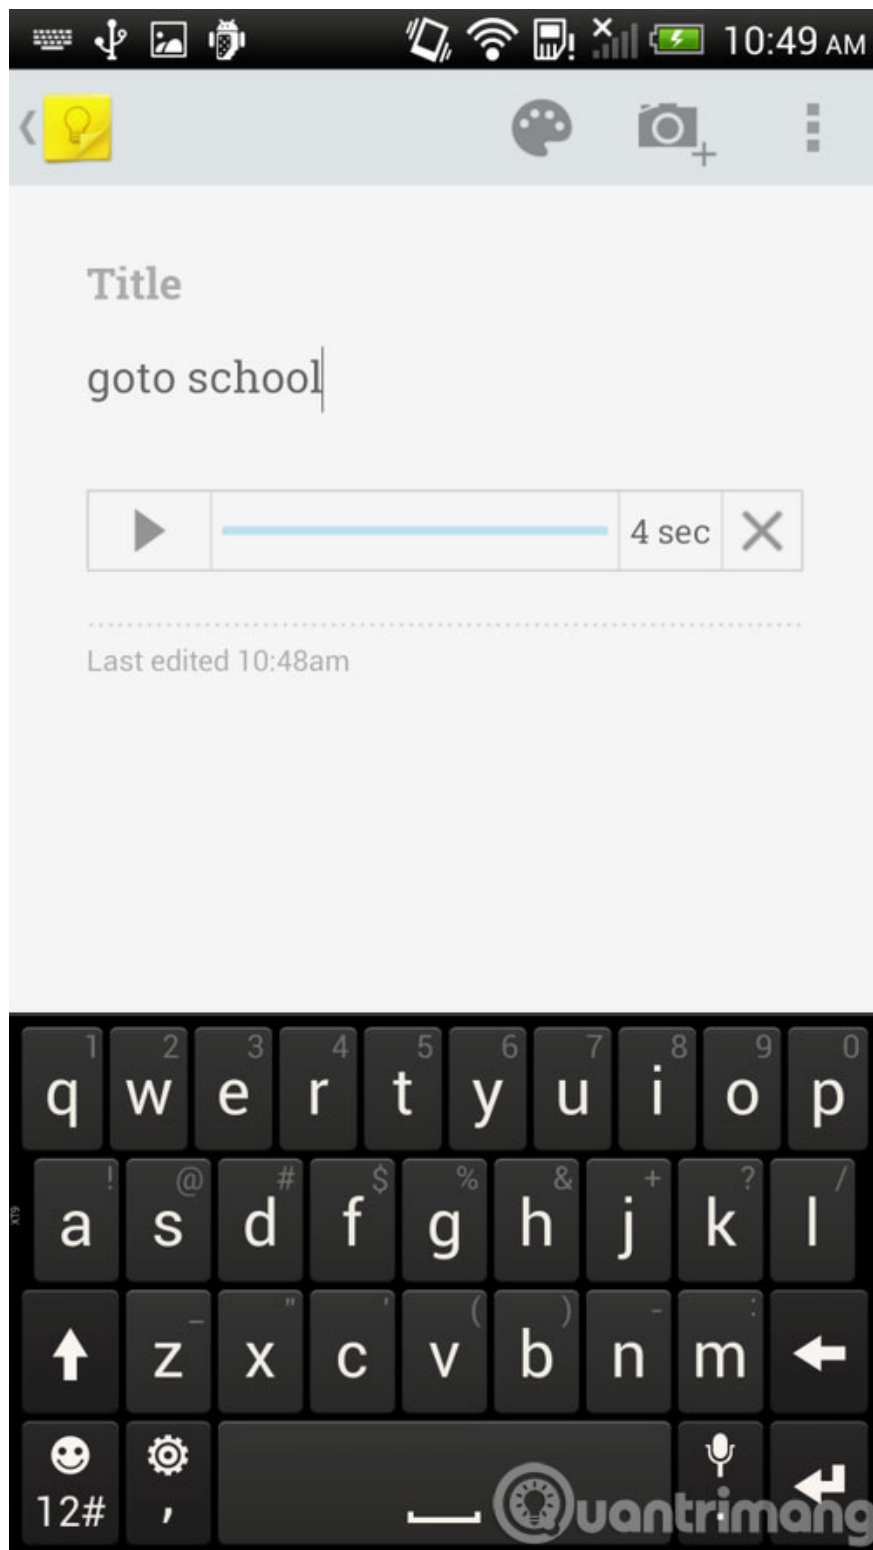 10:49 AM
Title
goto school
4 sec
Last edited 10:48am
1 2 3 4 5 6 7 8 9 0
q w e r t y u i o p
! @ # $ % & + ? /
a s d f g h j k l
XT9
_ " ' ( ) - :
z x c v b n m
12# , .
Quantrimang